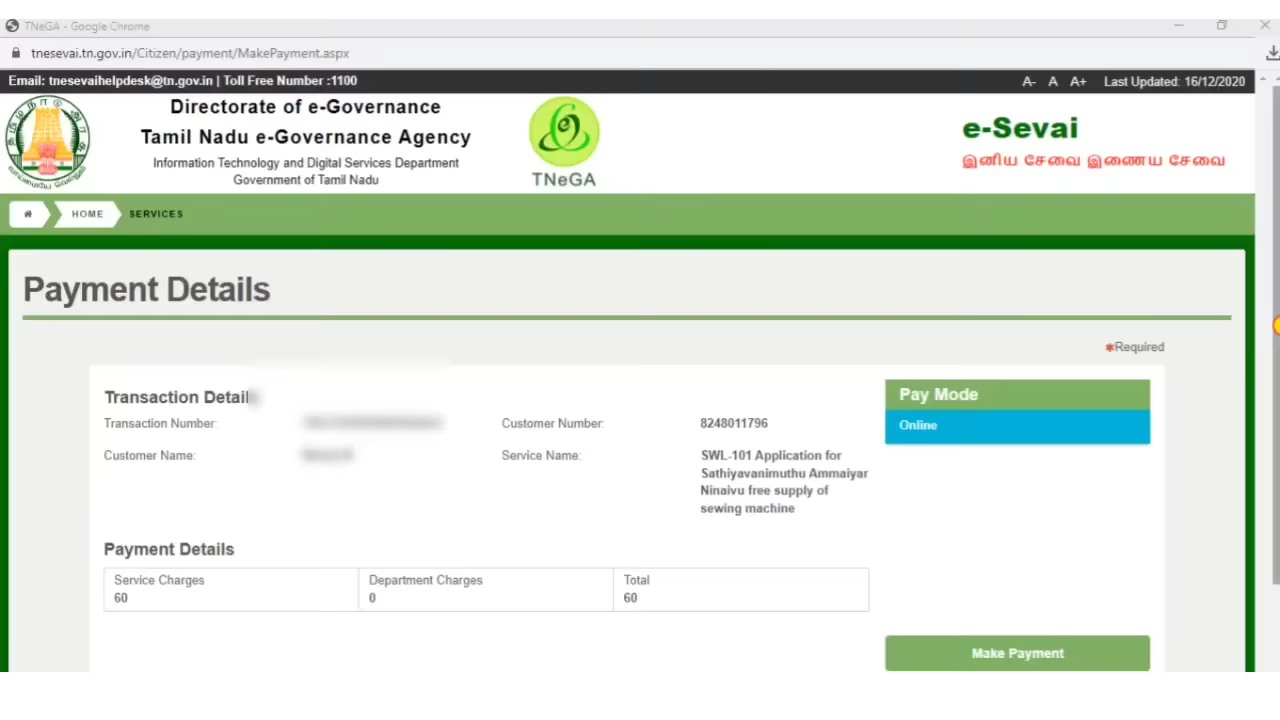 TNeGA - Google Chrome
tnesevai.tn.gov.in/Citizen/payment/MakePayment.aspx
Email: tnesevaihelpdesk@tn.gov.in | Toll Free Number :1100
A- A A+ Last Updated: 16/12/2020
Directorate of e-Governance
Tamil Nadu e-Governance Agency
Information Technology and Digital Services Department
Government of Tamil Nadu
TNeGA
e-Sevai
இனிய சேவை இணைய சேவை
HOME SERVICES
Payment Details
*Required
Transaction Detail
Pay Mode
Transaction Number:
Customer Number: 8248011796
Online
Customer Name:
Service Name: SWL-101 Application for
Sathiyavanimuthu Ammaiyar
Ninaivu free supply of
sewing machine
Payment Details
Service Charges Department Charges Total
60 0 60
Make Payment